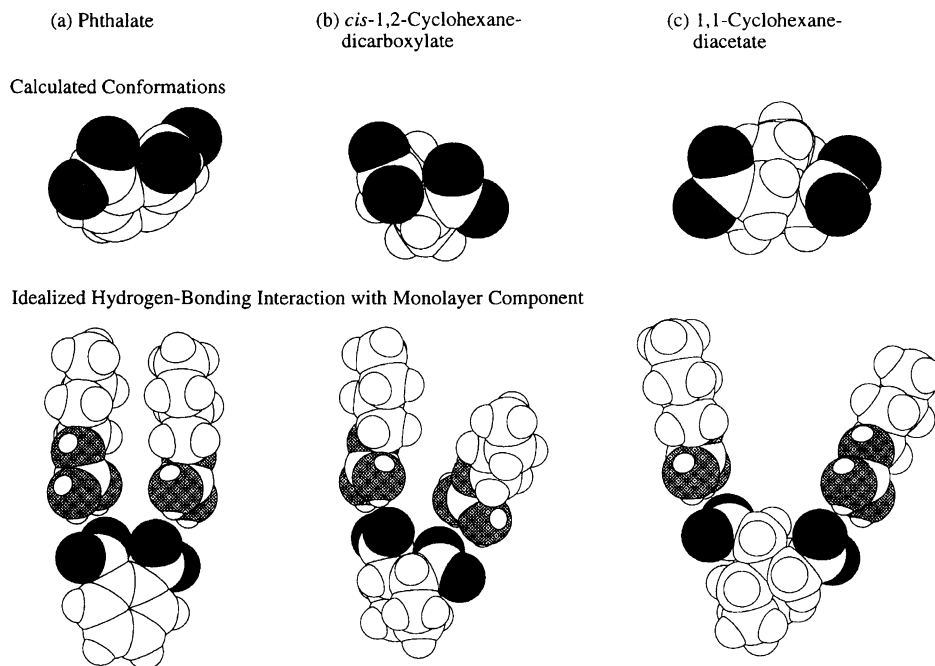 (a) Phthalate
(b) cis-1,2-Cyclohexane-
dicarboxylate
(c) 1,1-Cyclohexane-
diacetate
Calculated Conformations
Idealized Hydrogen-Bonding Interaction with Monolayer Component